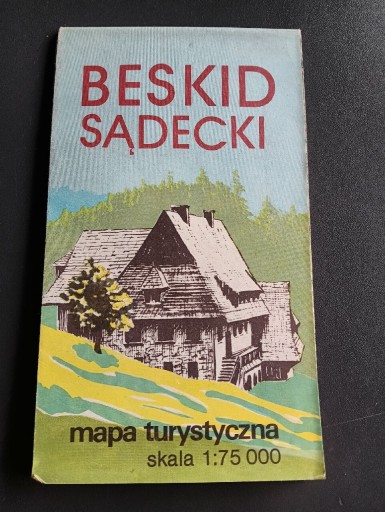 BESKID
SĄDECKI
mapa turystyczna
skala 1:75 000